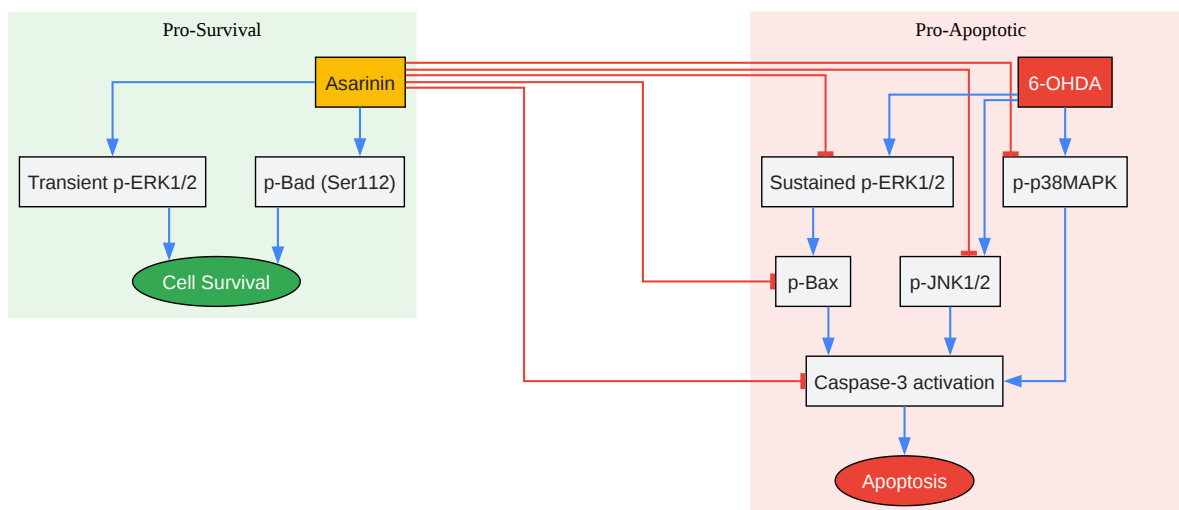 Pro-Survival
Asarinin
Transient p-ERK1/2
p-Bad (Ser112)
Cell Survival
Pro-Apoptotic
6-OHDA
Sustained p-ERK1/2
p-p38MAPK
p-Bax
p-JNK1/2
Caspase-3 activation
Apoptosis